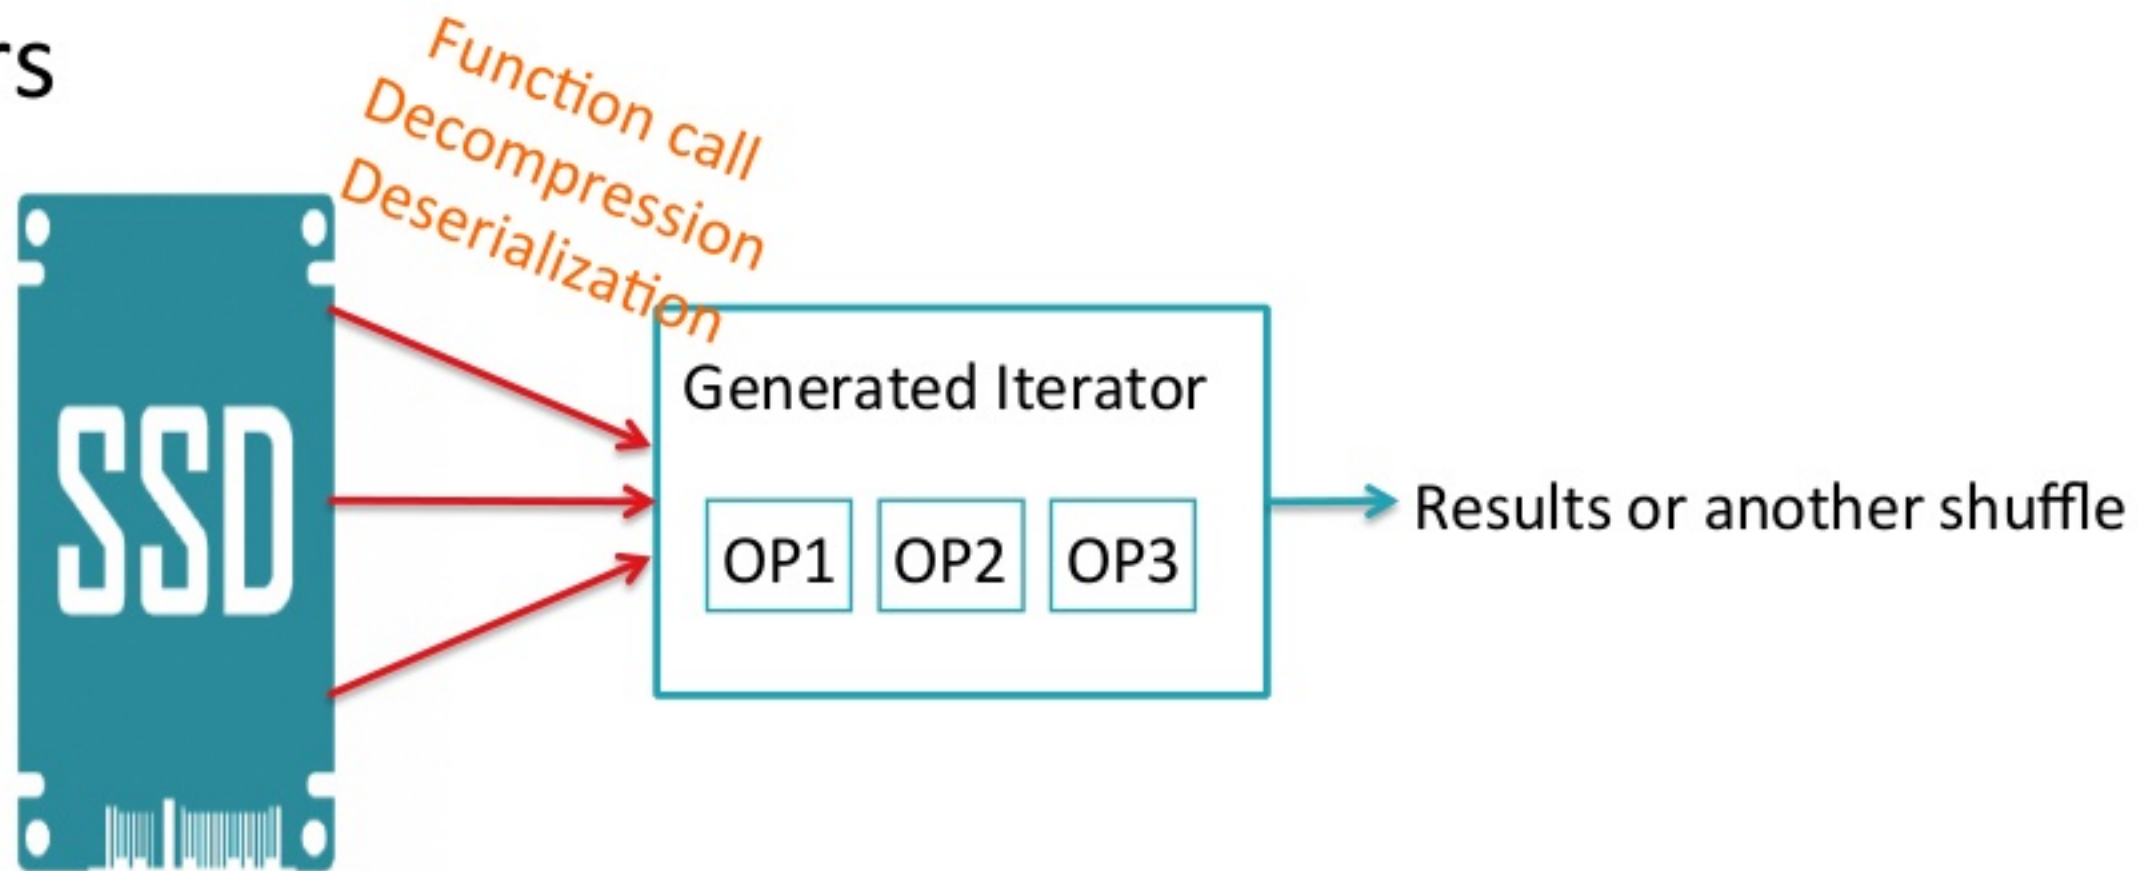 rs
Function call
Decompression
Deserialization
SSD
Generated Iterator
OP1 OP2 OP3
Results or another shuffle